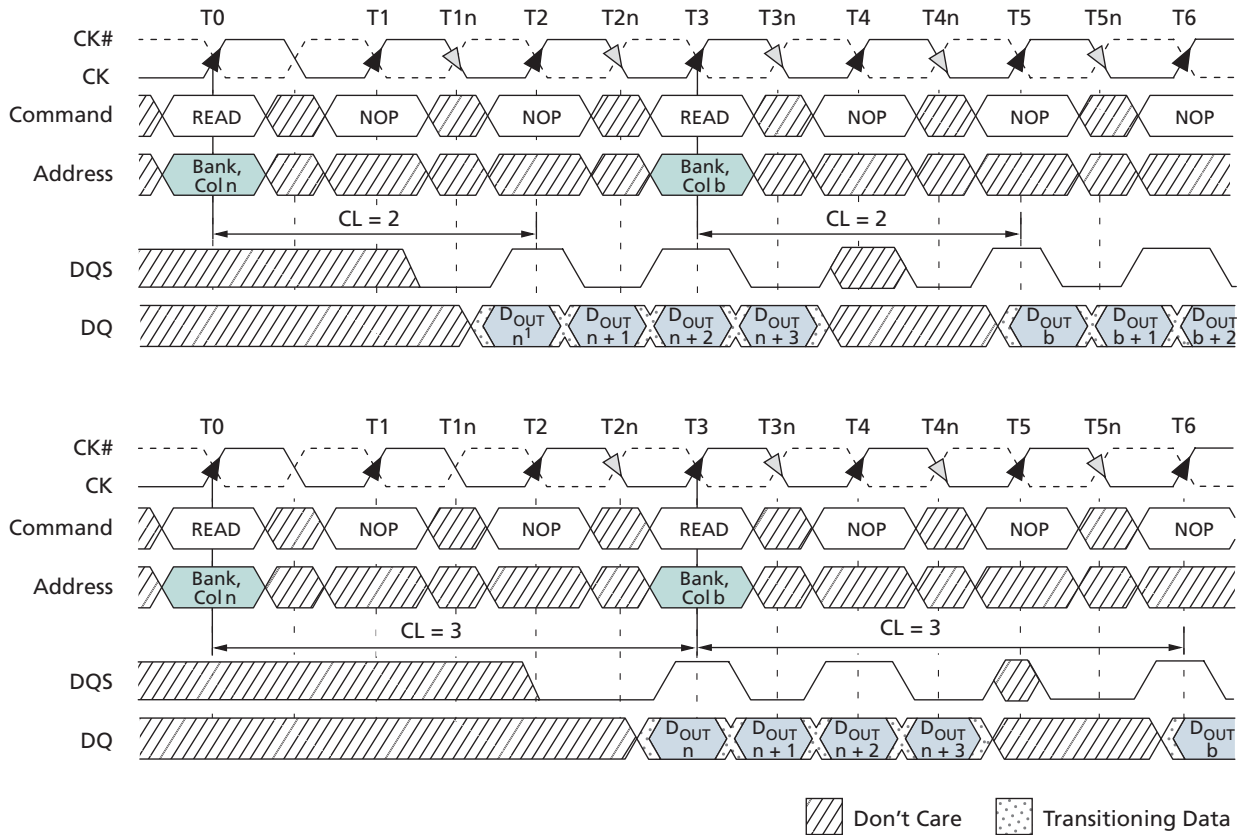 T0 T1 T1n T2 T2n T3 T3n T4 T4n T5 T5n T6
CK#
CK
Command READ NOP NOP READ NOP NOP NOP
Address Bank, Col n Bank, Col b
CL = 2 CL = 2
DQS
DQ DOUT n1 DOUT n + 1 DOUT n + 2 DOUT n + 3 DOUT b DOUT b + 1 DOUT b + 2
T0 T1 T1n T2 T2n T3 T3n T4 T4n T5 T5n T6
CK#
CK
Command READ NOP NOP READ NOP NOP NOP
Address Bank, Col n Bank, Col b
CL = 3 CL = 3
DQS
DQ DOUT n DOUT n + 1 DOUT n + 2 DOUT n + 3 DOUT b
Don't Care Transitioning Data